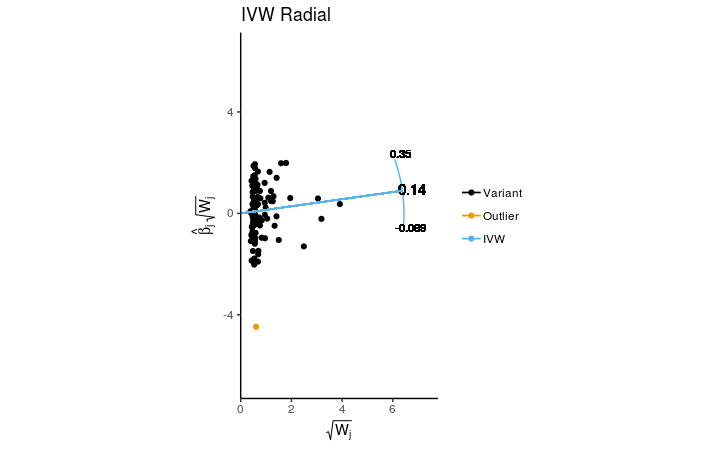 IVW Radial
4
0
-4
β̂j√Wj
0.35
0.14
-0.069
0
2
4
6
√Wj
Variant
Outlier
IVW